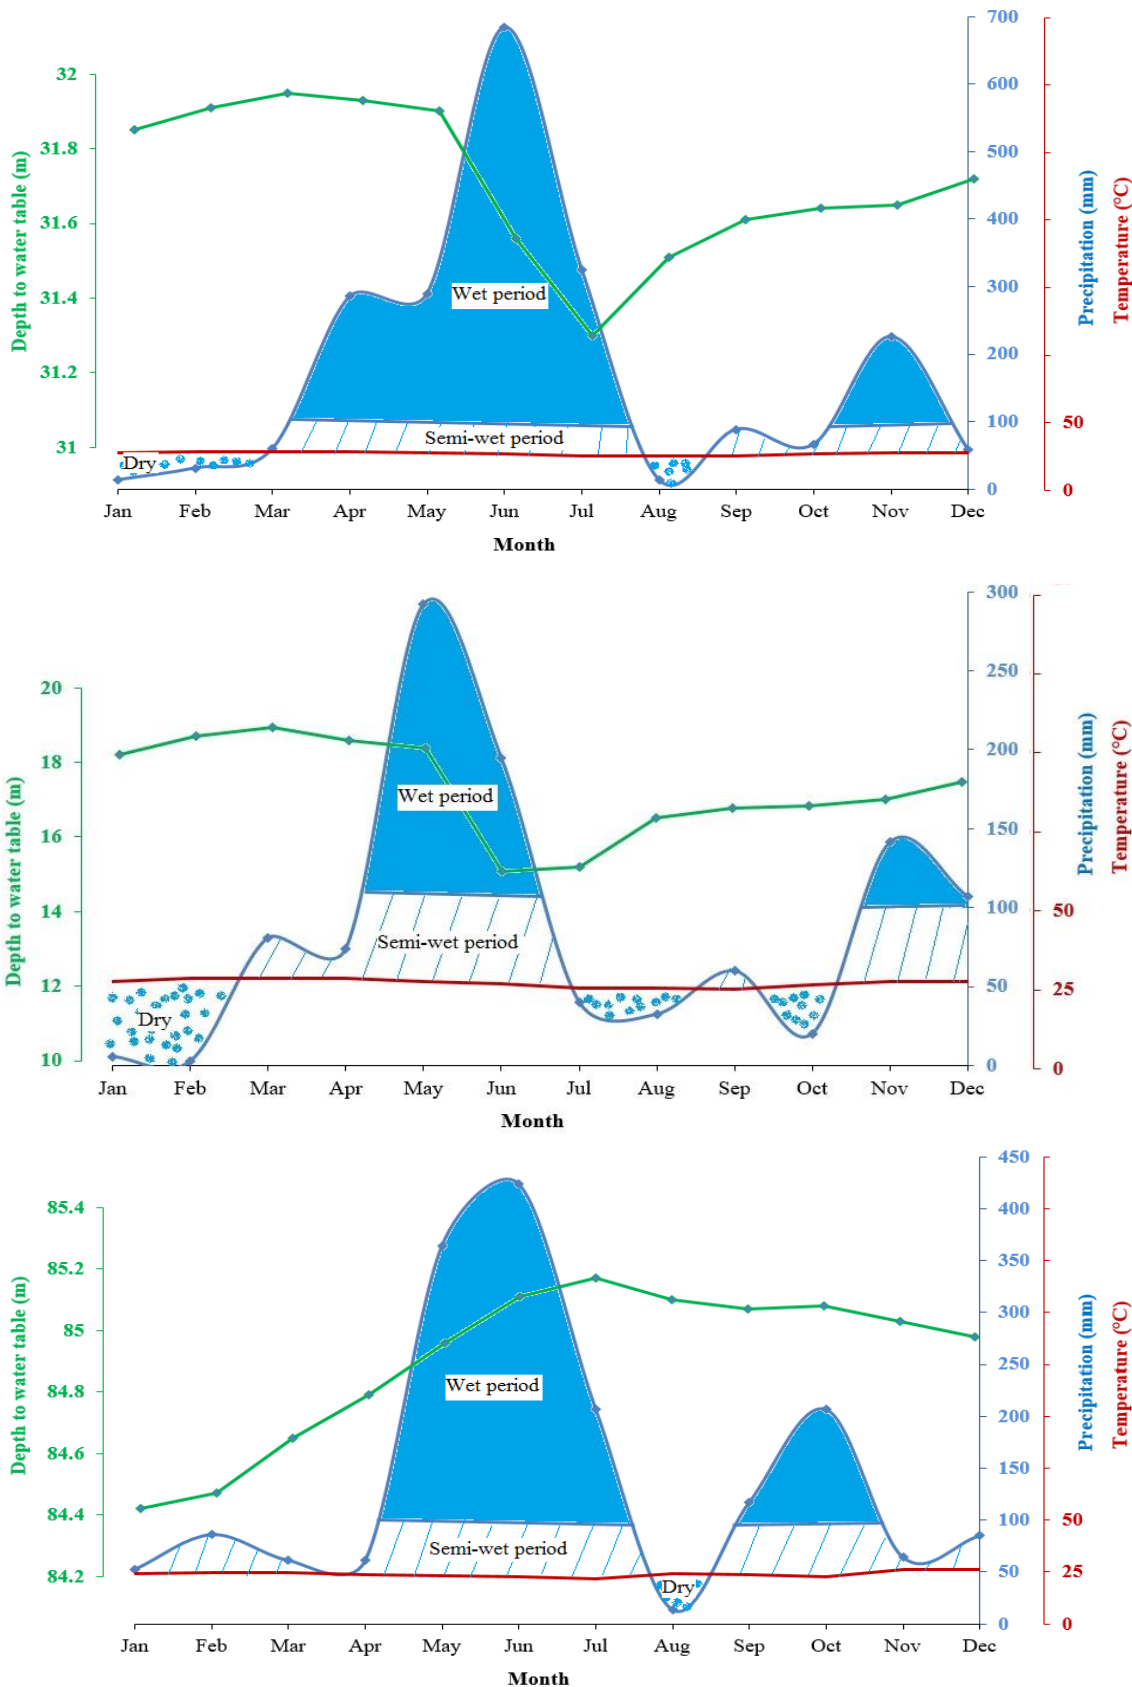 700
32
600
31.8
500
400
31.6
Wet period
300
31.4
200
31.2
100
50
Semi-wet period
31
Dry
0
0
Jan Feb Mar Apr May Jun Jul Aug Sep Oct Nov Dec
Month
Depth to water table (m)
Precipitation (mm)
Temperature (°C)
300
250
20
200
18
Wet period
150
16
14
100
50
Semi-wet period
12
50
25
Dry
10
0
0
Jan Feb Mar Apr May Jun Jul Aug Sep Oct Nov Dec
Month
Depth to water table (m)
Precipitation (mm)
Temperature (°C)
450
85.4
400
350
85.2
300
85
250
Wet period
84.8
200
84.6
150
84.4
100
50
Semi-wet period
84.2
50
25
Dry
0
0
Jan Feb Mar Apr May Jun Jul Aug Sep Oct Nov Dec
Month
Depth to water table (m)
Precipitation (mm)
Temperature (°C)